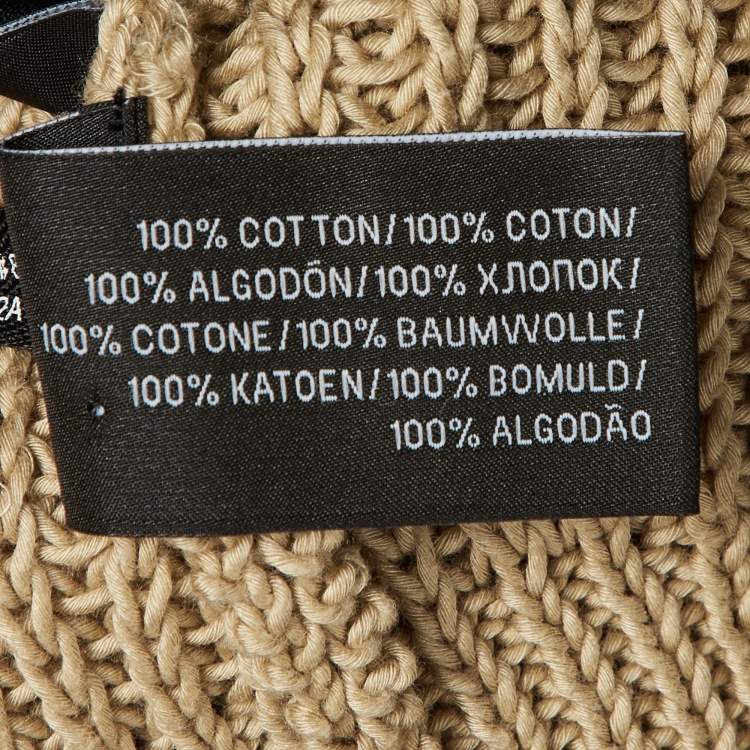 100% COTTON/100% COTON/
100% ALGODÓN/100% ХЛОПОК/
100% COTONE/100% BAUMWOLLE/
100% KATOEN/100% BOMULD/
100% ALGODÃO